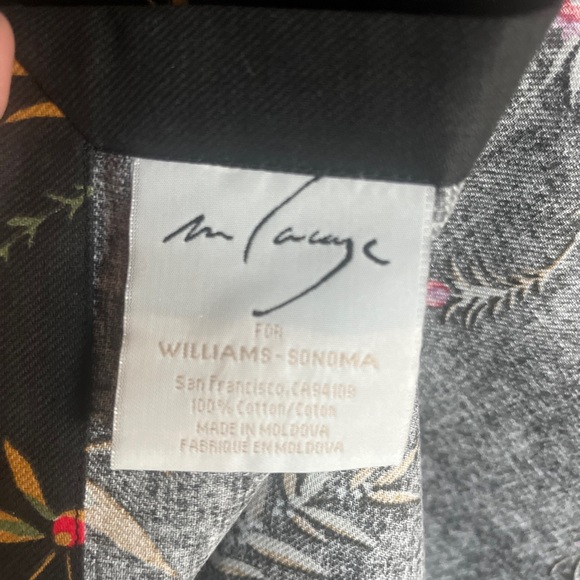 FOR
WILLIAMS-SONOMA
San Francisco, CA 94109
100% Cotton/Coton
MADE IN MOLDOVA
FABRIQUE EN MOLDOVA